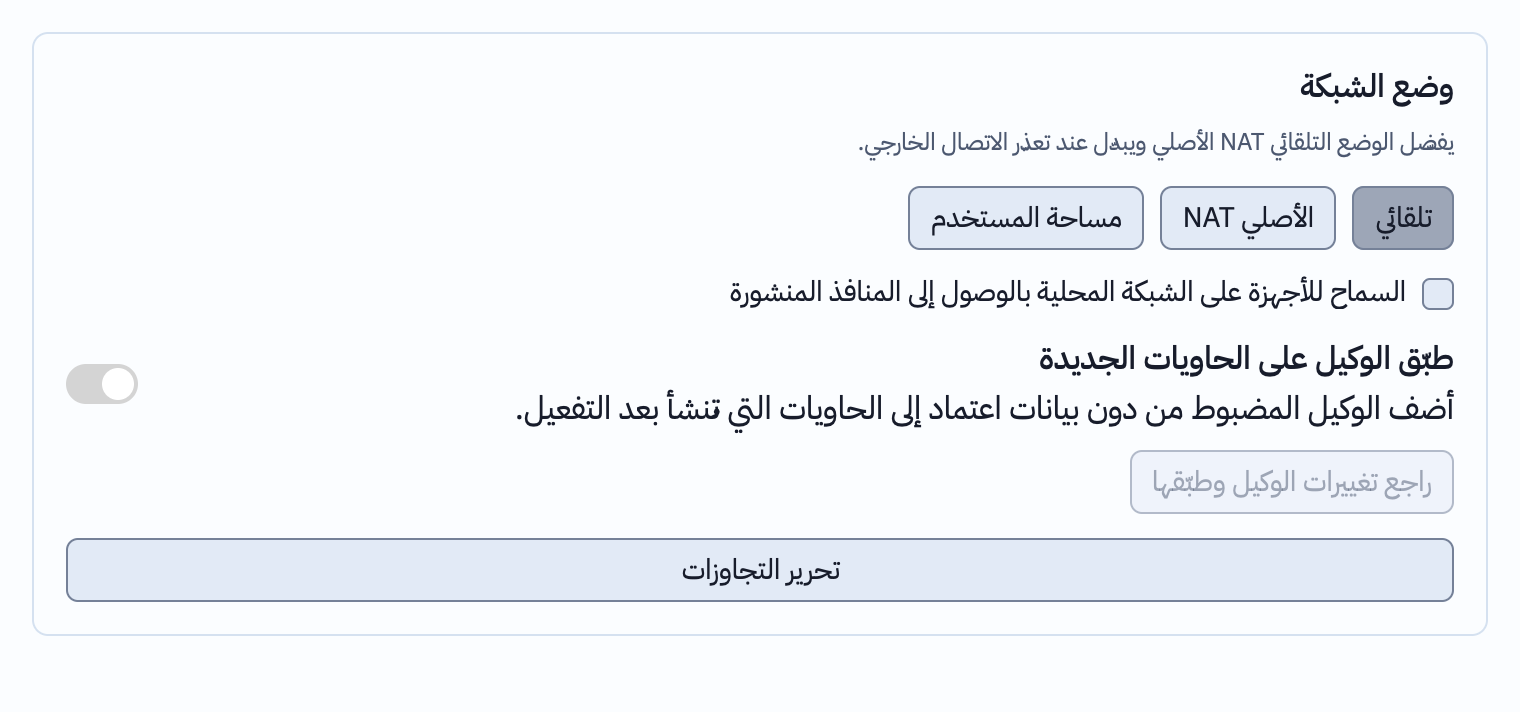 وضع الشبكة
يفضل الوضع التلقائي NAT الأصلي ويبدل عند تعذر الاتصال الخارجي.
تلقائي
الأصلي NAT
مساحة المستخدم
السماح للأجهزة على الشبكة المحلية بالوصول إلى المنافذ المنشورة
طبّق الوكيل على الحاويات الجديدة
أضف الوكيل المضبوط من دون بيانات اعتماد إلى الحاويات التي تنشأ بعد التفعيل.
راجع تغييرات الوكيل وطبّقها
تحرير التجاوزات